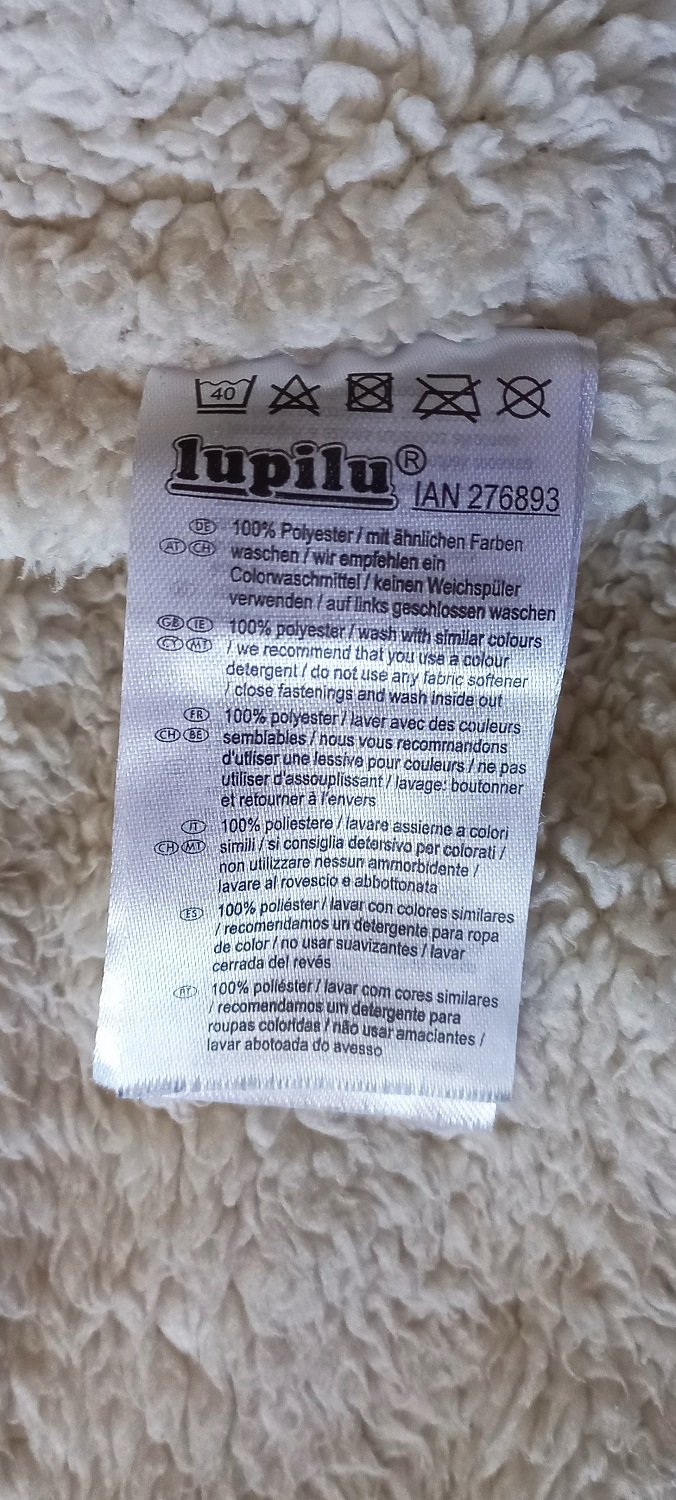 40
lupilu®
IAN 276893
DE 100% Polyester / mit ähnlichen Farben
AT CH waschen / wir empfehlen ein
Colorwaschmittel / keinen Weichspüler
verwenden / auf links geschlossen waschen
GB IE 100% polyester / wash with similar colours
CY MT / we recommend that you use a colour
detergent / do not use any fabric softener
/ close fastenings and wash inside out
FR 100% polyester / laver avec des couleurs
CH BE semblables / nous vous recommandons
d'utliser une lessive pour couleurs / ne pas
utiliser d'assouplissant / lavage: boutonner
et retourner à l'envers
IT 100% poliestere / lavare assieme a colori
CH MT simili / si consiglia detersivo per colorati /
non utilizzare nessun ammorbidente /
lavare al rovescio e abbottonata
ES 100% poliéster / lavar con colores similares
/ recomendamos un detergente para ropa
de color / no usar suavizantes / lavar
cerrada del revés
PT 100% poliéster / lavar com cores similares
/ recomendamos um detergente para
roupas coloridas / não usar amaciantes /
lavar abotoada do avesso